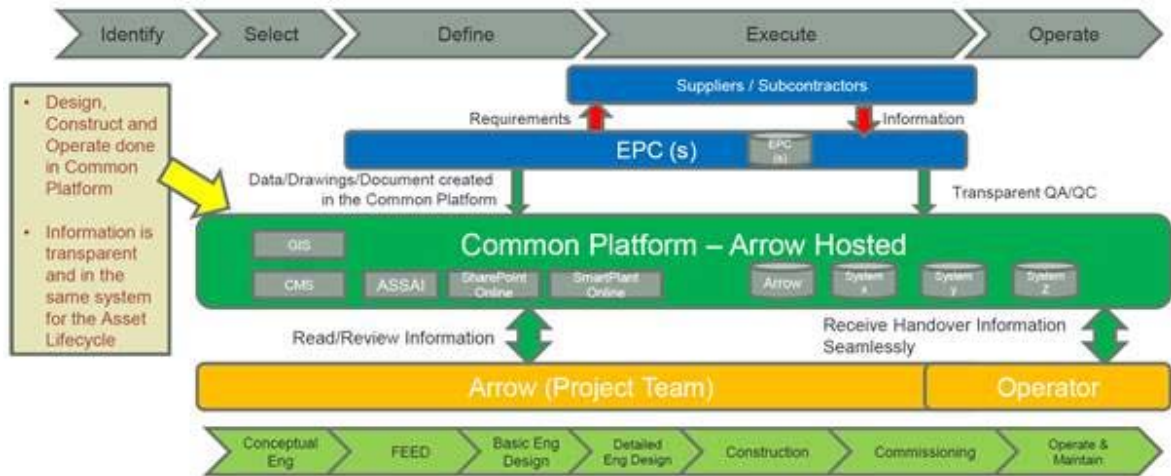 Identify
Select
Define
Execute
Operate
• Design,
Construct and
Operate done
in Common
Platform
• Information is
transparent
and in the
same system
for the Asset
Lifecycle
Suppliers / Subcontractors
Requirements
Information
EPC (s)
EPC
(s)
Data/Drawings/Document created
in the Common Platform
Transparent QA/QC
Common Platform – Arrow Hosted
GIS
CMS
ASSAI
SharePoint
Online
SmartPlant
Online
Arrow
System
x
System
y
System
Z
Read/Review Information
Receive Handover Information
Seamlessly
Arrow (Project Team)
Operator
Conceptual
Eng
FEED
Basic Eng
Design
Detailed
Eng Design
Construction
Commissioning
Operate &
Maintain